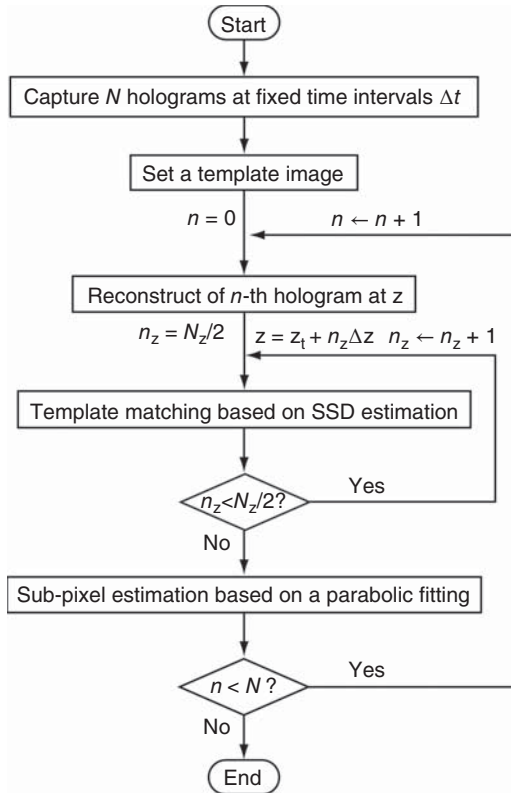 Start
Capture N holograms at fixed time intervals Δt
Set a template image
n = 0
n ← n + 1
Reconstruct of n-th hologram at z
n_z = N_z/2
z = z_t + n_zΔz n_z ← n_z + 1
Template matching based on SSD estimation
n_z<N_z/2?
Yes
No
Sub-pixel estimation based on a parabolic fitting
n < N ?
Yes
No
End